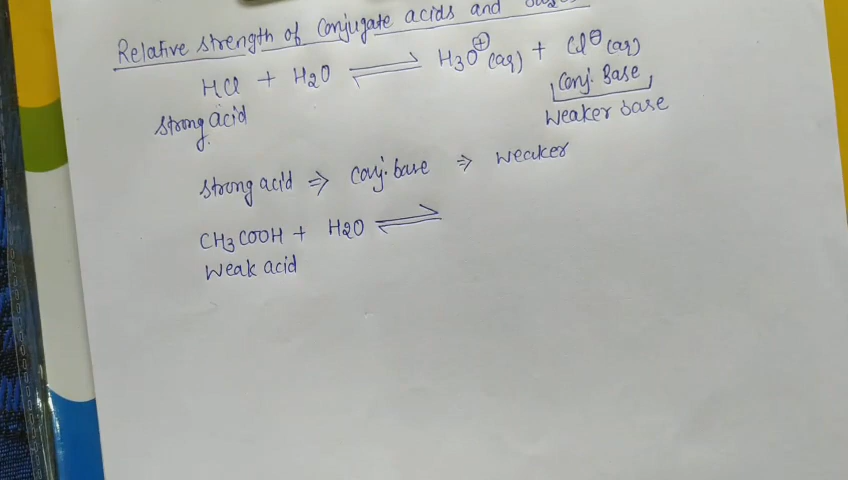 Relative strength of Conjugate acids and
HCl + H2O ⇌ H3O⊕(aq) + Cl⊖(aq)
Strong acid
Conj. Base
Weaker base
Strong acid ⇒ Conj. base ⇒ Weaker
CH3COOH + H2O ⇌
Weak acid